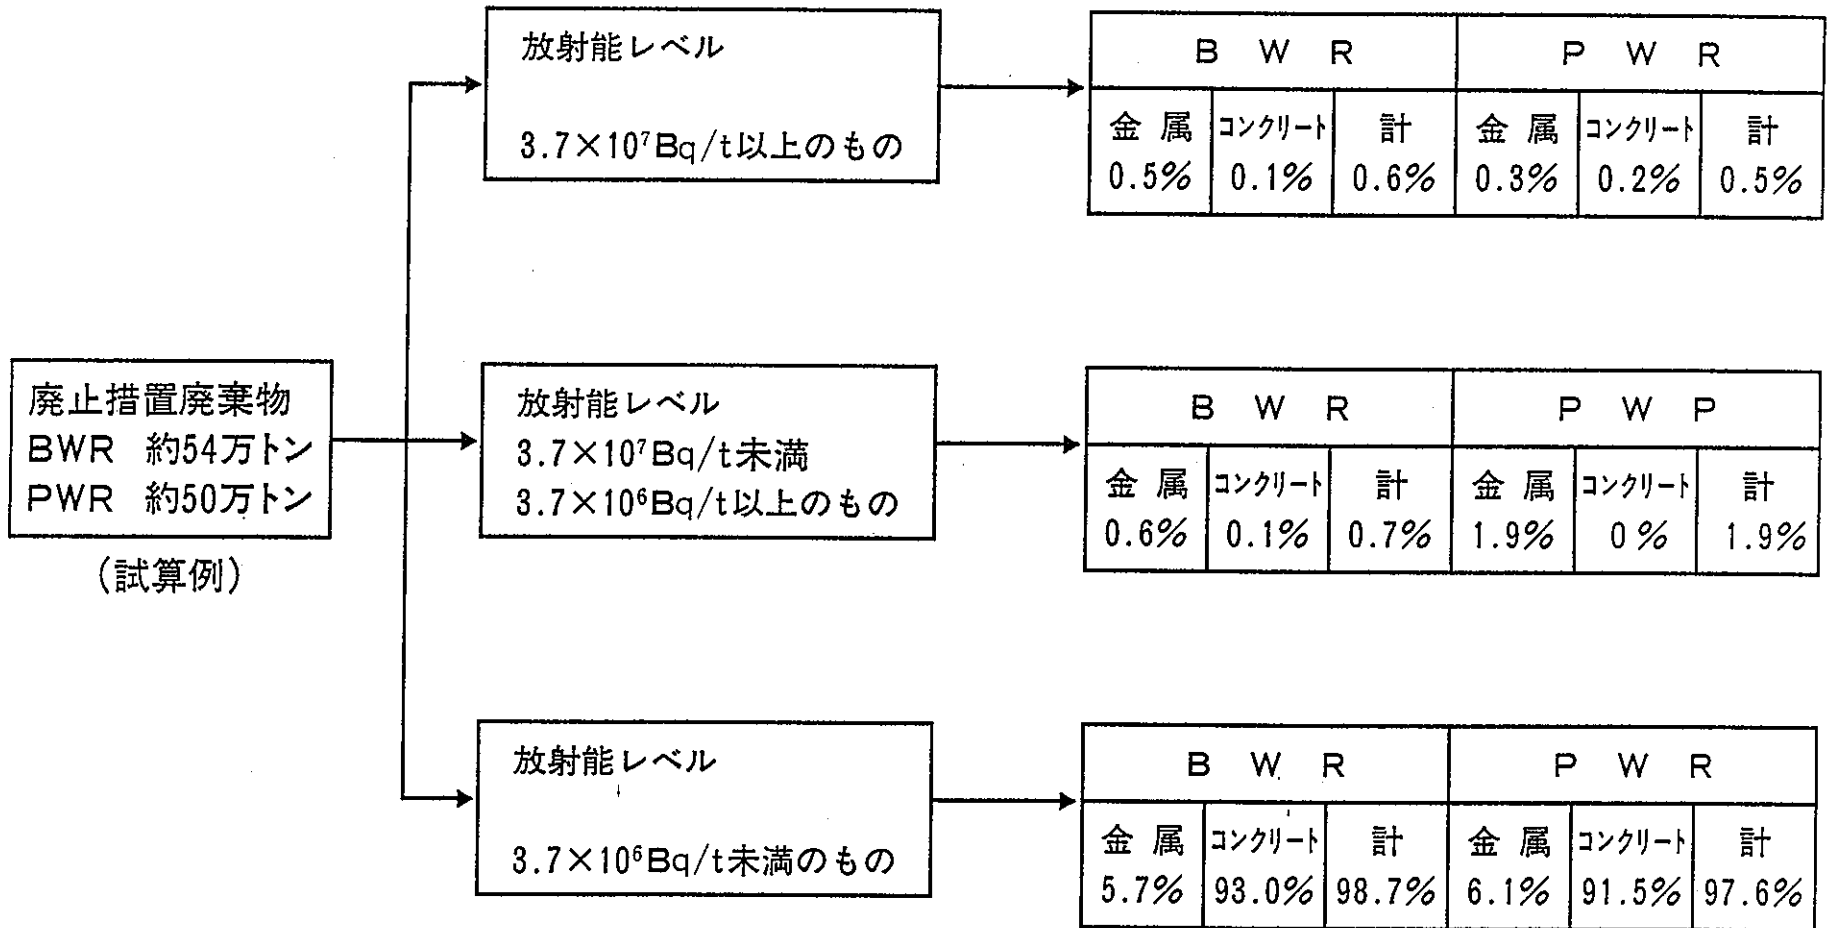 廃止措置廃棄物
BWR 約54万トン
PWR 約50万トン
(試算例)
放射能レベル
3.7×10⁷Bq/t以上のもの
B W R P W R
金属 コンクリート 計 金属 コンクリート 計
0.5% 0.1% 0.6% 0.3% 0.2% 0.5%
放射能レベル
3.7×10⁷Bq/t未満
3.7×10⁶Bq/t以上のもの
B W R P W P
金属 コンクリート 計 金属 コンクリート 計
0.6% 0.1% 0.7% 1.9% 0% 1.9%
放射能レベル
3.7×10⁶Bq/t未満のもの
B W R P W R
金属 コンクリート 計 金属 コンクリート 計
5.7% 93.0% 98.7% 6.1% 91.5% 97.6%